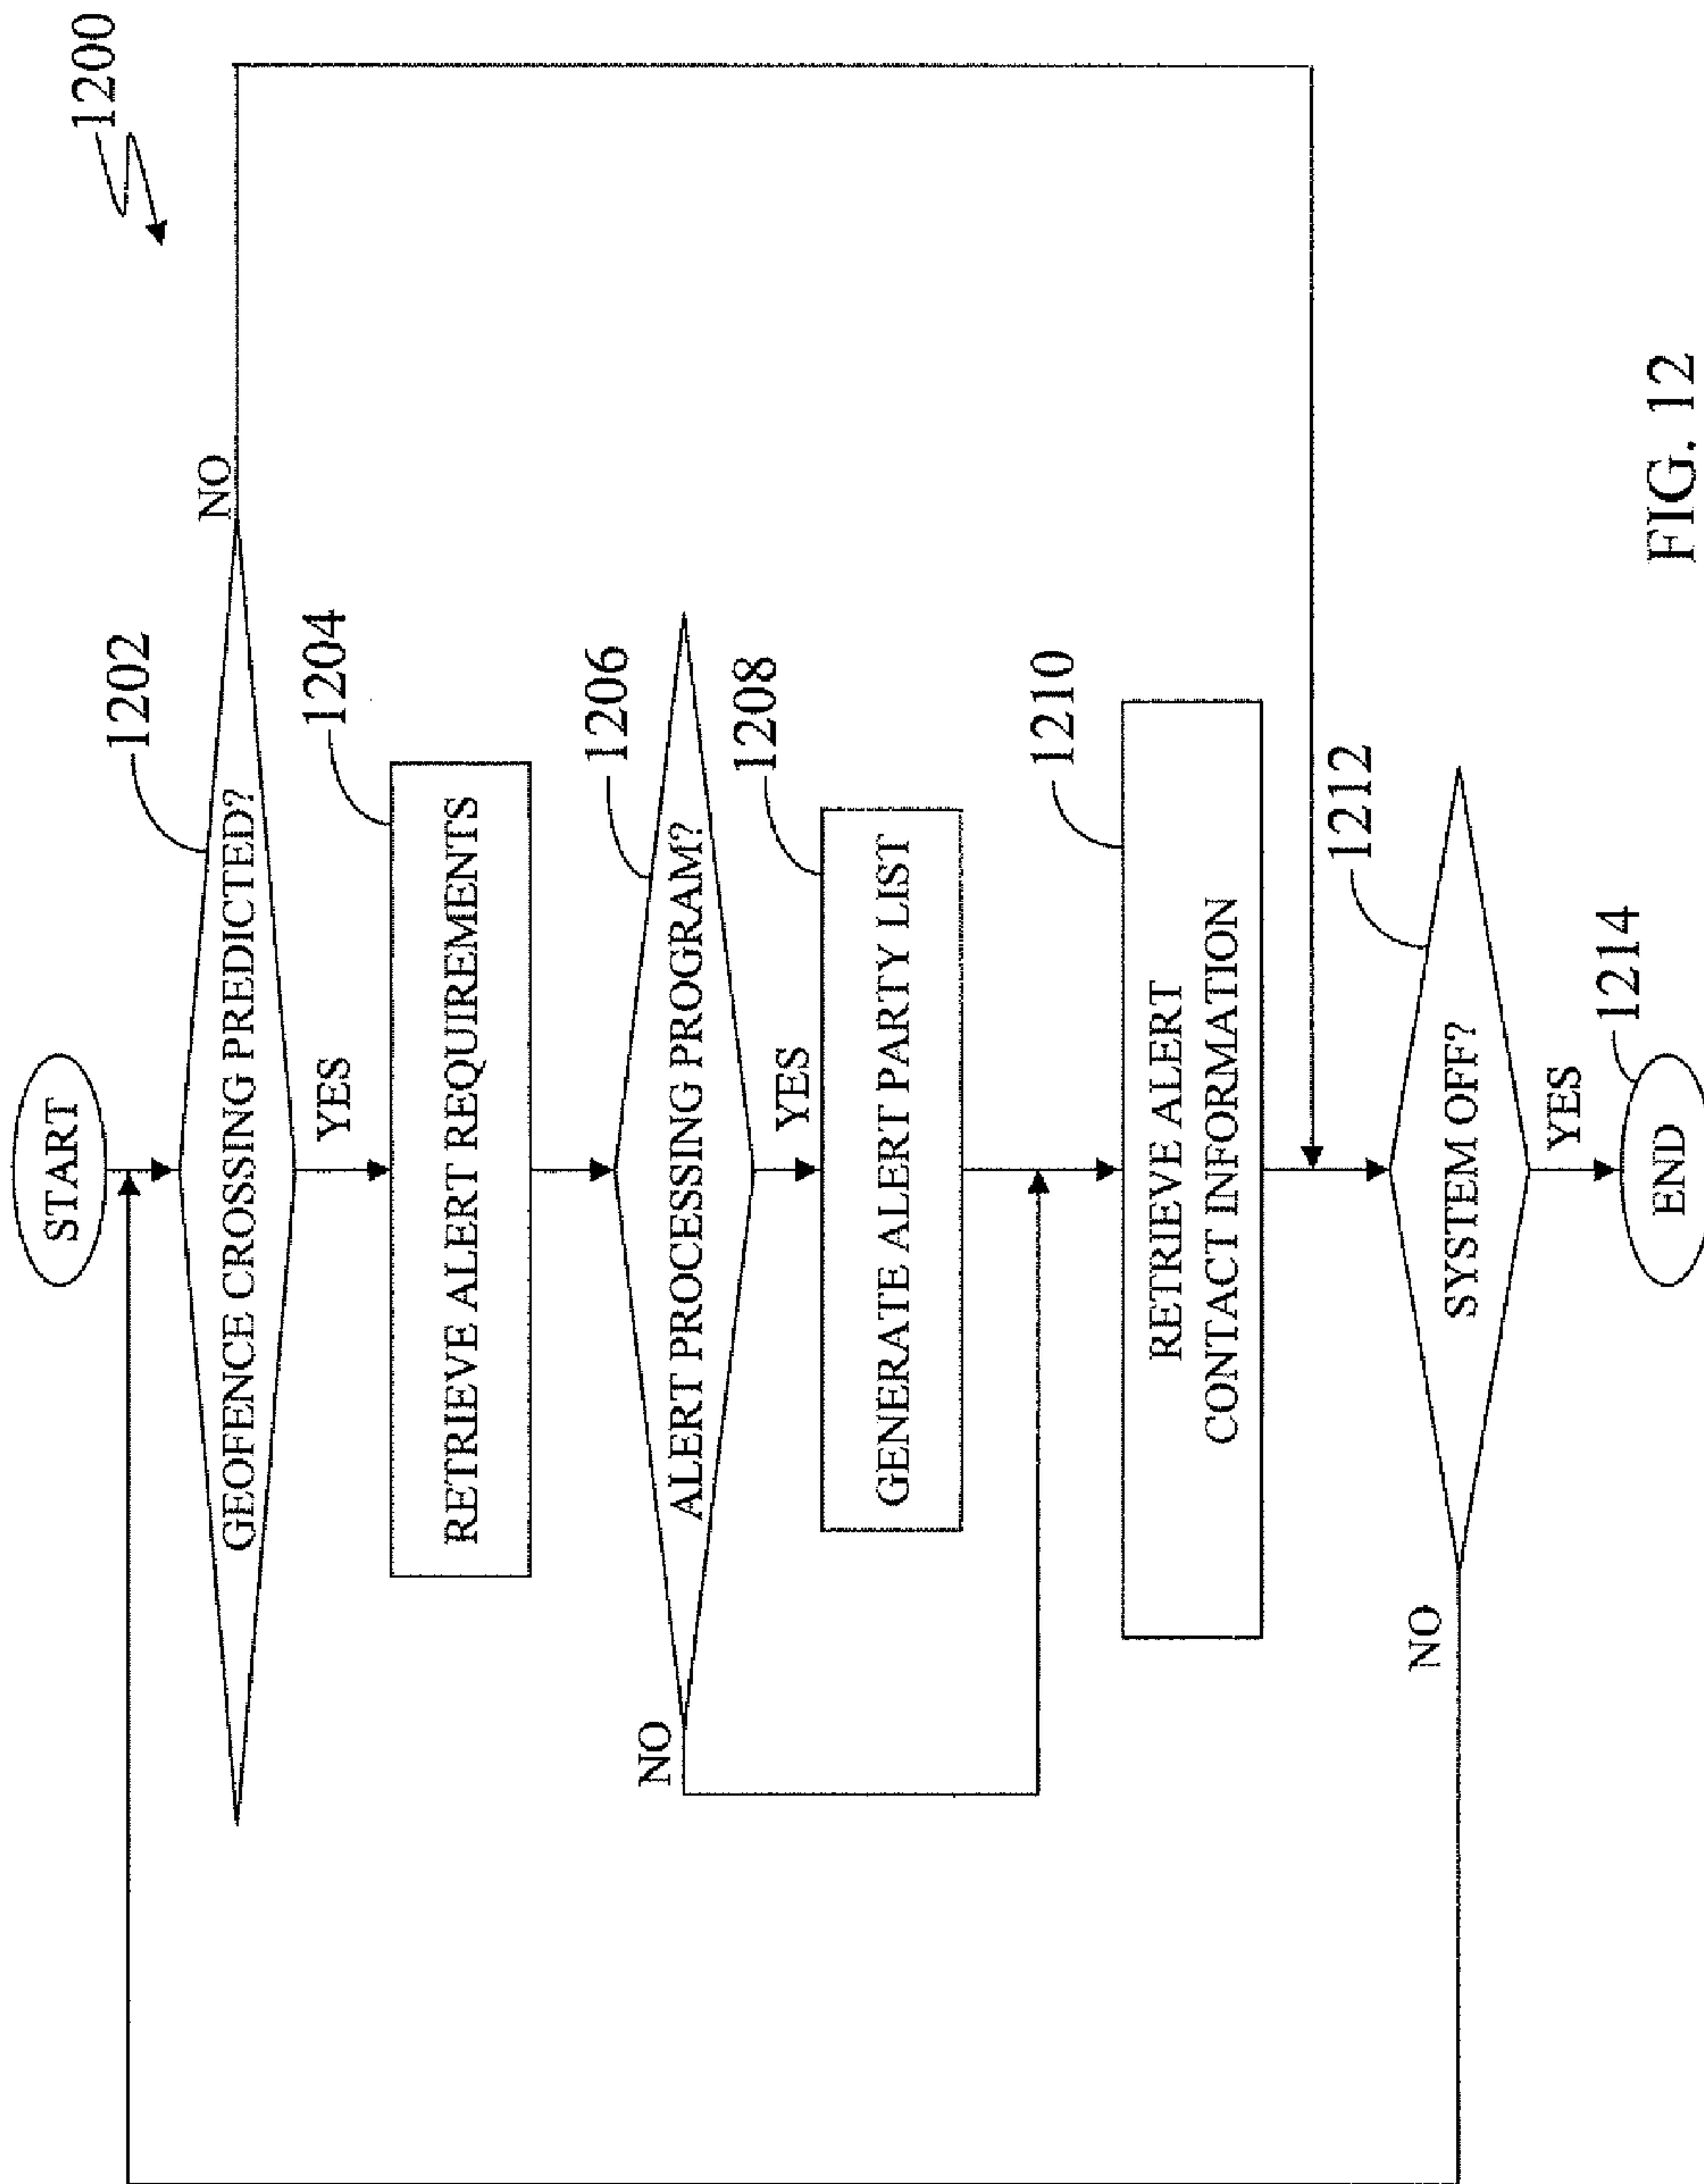 1200
START
1202
GEOFENCE CROSSING PREDICTED?
NO
YES
1204
RETRIEVE ALERT REQUIREMENTS
1206
ALERT PROCESSING PROGRAM?
NO
YES
1208
GENERATE ALERT PARTY LIST
1210
RETRIEVE ALERT
CONTACT INFORMATION
1212
SYSTEM OFF?
NO
YES
1214
END
FIG. 12